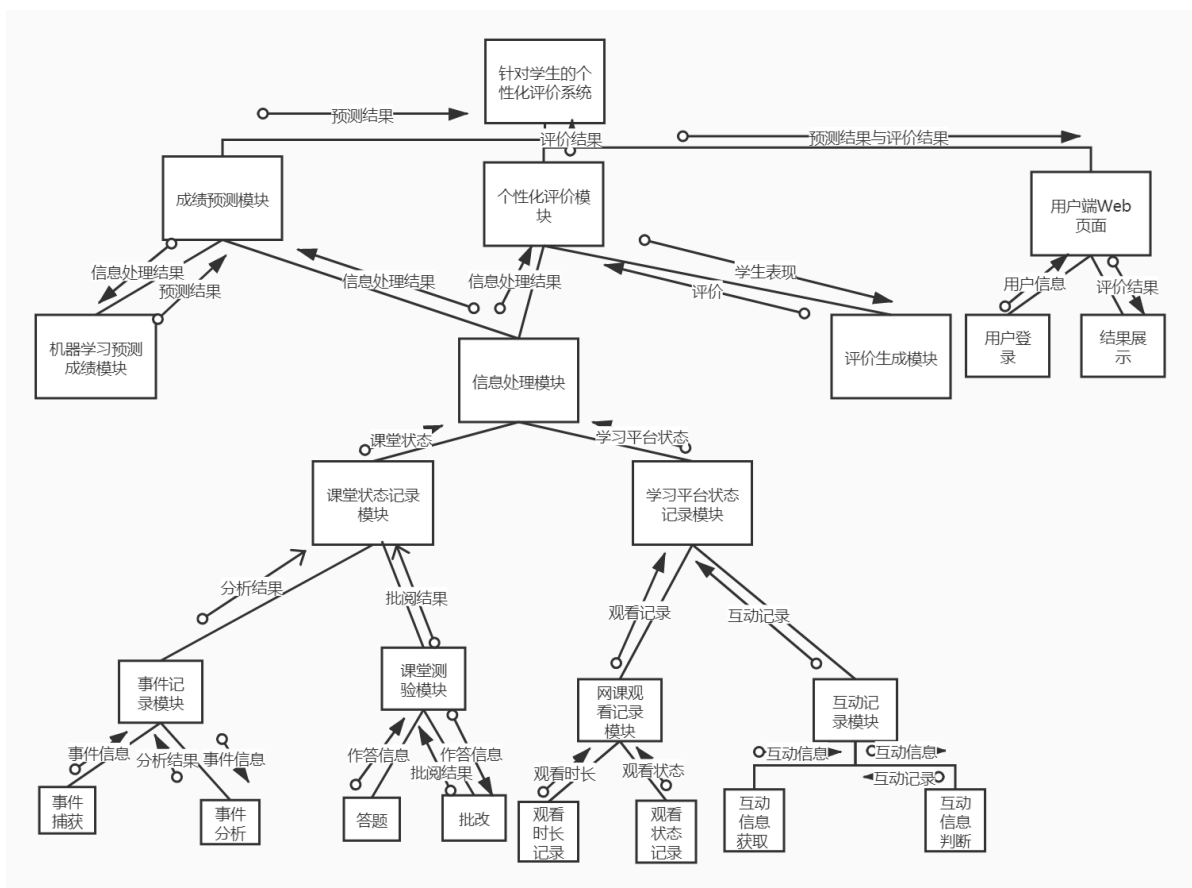 针对学生的个
性化评价系统
预测结果
评价结果
预测结果与评价结果
成绩预测模块
个性化评价模
块
用户端Web
页面
信息处理结果
预测结果
信息处理结果
信息处理结果
学生表现
评价
用户信息
评价结果
机器学习预测
成绩模块
信息处理模块
评价生成模块
用户登
录
结果展
示
课堂状态
学习平台状态
课堂状态记录
模块
学习平台状态
记录模块
分析结果
批阅结果
观看记录
互动记录
事件记
录模块
课堂测
验模块
网课观
看记录
模块
互动记
录模块
事件信息
分析结果
事件信息
作答信息
作答信息
批阅结果
观看时长
观看状态
互动信息
互动信息
互动记录
事件
捕获
事件
分析
答题
批改
观看
时长
记录
观看
状态
记录
互动
信息
获取
互动
信息
判断